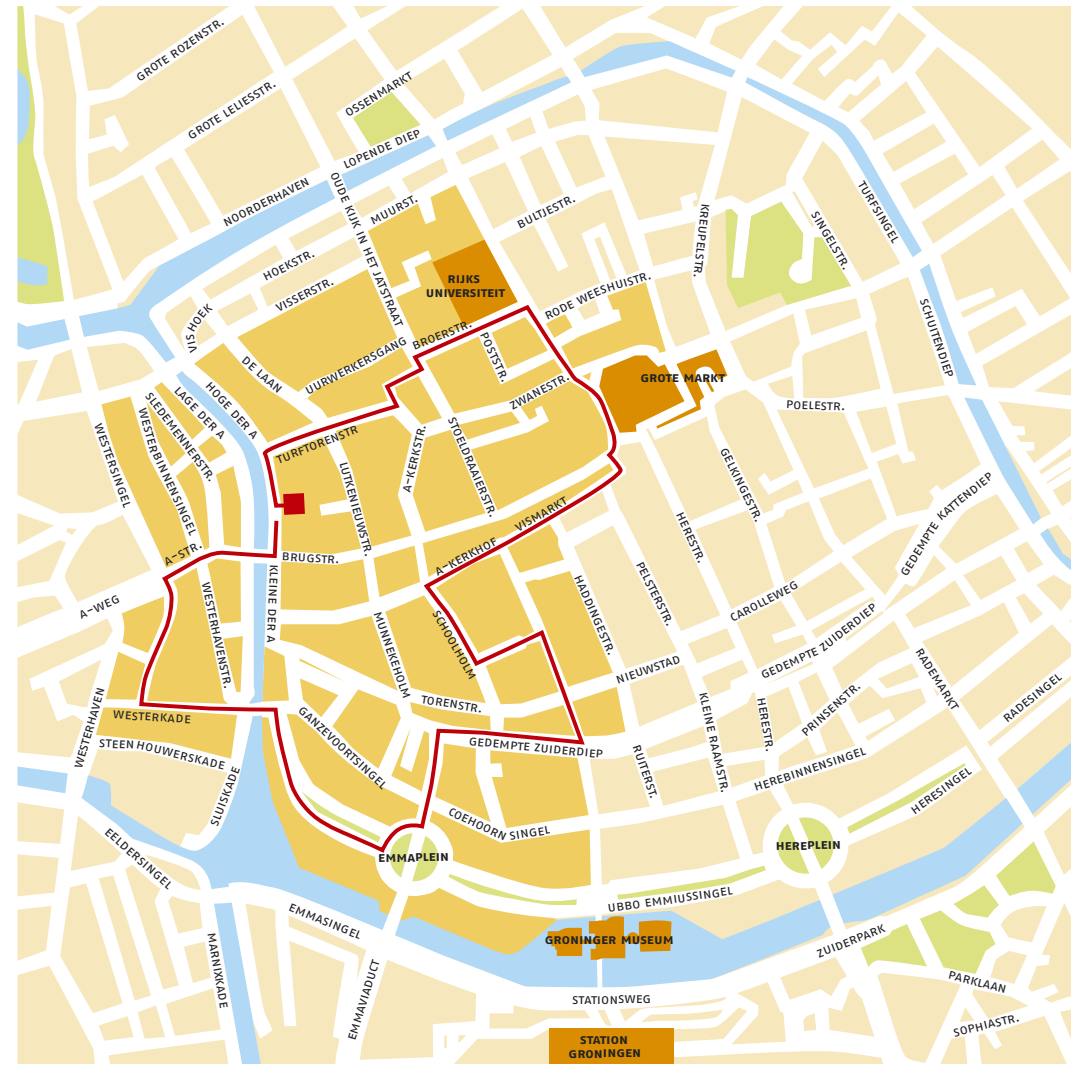 GROTE ROZENSTR.
GROTE LELIESSTR.
OSSENMARKT
LOPENDE DIEP
NOORDERHAVEN
OUDE KIJK IN HET JATSTRAAT
MUURST.
BULTJESTR.
KREUPELSTR.
SINGELSTR.
TURFSINGEL
HOEKSTR.
VISSERSTR.
VISHOEK
RIJKS
UNIVERSITEIT
RODE WEESHUISTR.
SCHUITENDIEP
BROERSTR.
UURWERKERSGANG
POSTSTR.
DE LAAN
HOGE DER A
LAGE DER A
SLEDEMENNERSTR.
WESTERBINNENSINGEL
WESTERSINGEL
ZWANESTR.
GROTE MARKT
POELESTR.
TURFTORENSTR
STOELDRAAIERSTR.
A-KERKSTR.
LUTKENIEUWSTR.
GELKINGESTR.
HERESTR.
GEDEMPTE KATTENDIEP
VISMARKT
A-KERKHOF
BRUGSTR.
A-STR.
A-WEG
KLEINE DER A
WESTERHAVENSTR.
SCHOOLHOLM
MUNNEKEHOLM
HADDINGESTR.
PELSTERSTR.
CAROLLEWEG
GEDEMPTE ZUIDERDIEP
NIEUWSTAD
RADEMARKT
RADESINGEL
TORENSTR.
KLEINE RAAMSTR.
HERESTR.
PRINSENSTR.
WESTERHAVEN
WESTERKADE
STEEN HOUWERSKADE
SLUISKADE
GANZEVOORTSINGEL
GEDEMPTE ZUIDERDIEP
RUITERST.
HEREBINNENSINGEL
HERESINGEL
COEHOORN SINGEL
EMMAPLEIN
HEREPLEIN
EELDERSINGEL
UBBO EMMIUSSINGEL
EMMASINGEL
GRONINGER MUSEUM
ZUIDERPARK
MARNIXKADE
EMMAVIADUCT
PARKLAAN
STATIONSWEG
SOPHIASTR.
STATION
GRONINGEN